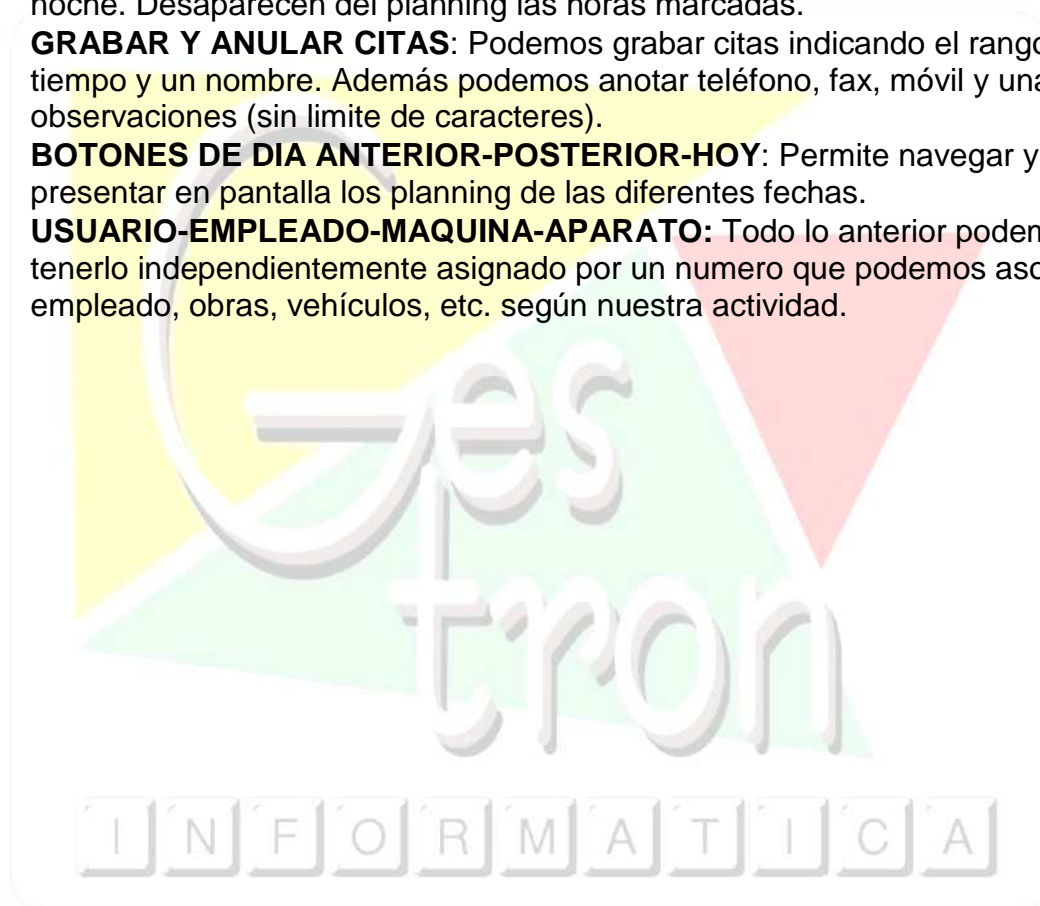 noche. Desaparecen del planning las horas marcadas.
GRABAR Y ANULAR CITAS: Podemos grabar citas indicando el rango
tiempo y un nombre. Además podemos anotar teléfono, fax, móvil y una
observaciones (sin limite de caracteres).
BOTONES DE DIA ANTERIOR-POSTERIOR-HOY: Permite navegar y
presentar en pantalla los planning de las diferentes fechas.
USUARIO-EMPLEADO-MAQUINA-APARATO: Todo lo anterior podem
tenerlo independientemente asignado por un numero que podemos aso
empleado, obras, vehículos, etc. según nuestra actividad.
Ges
tron
INFORMATICA